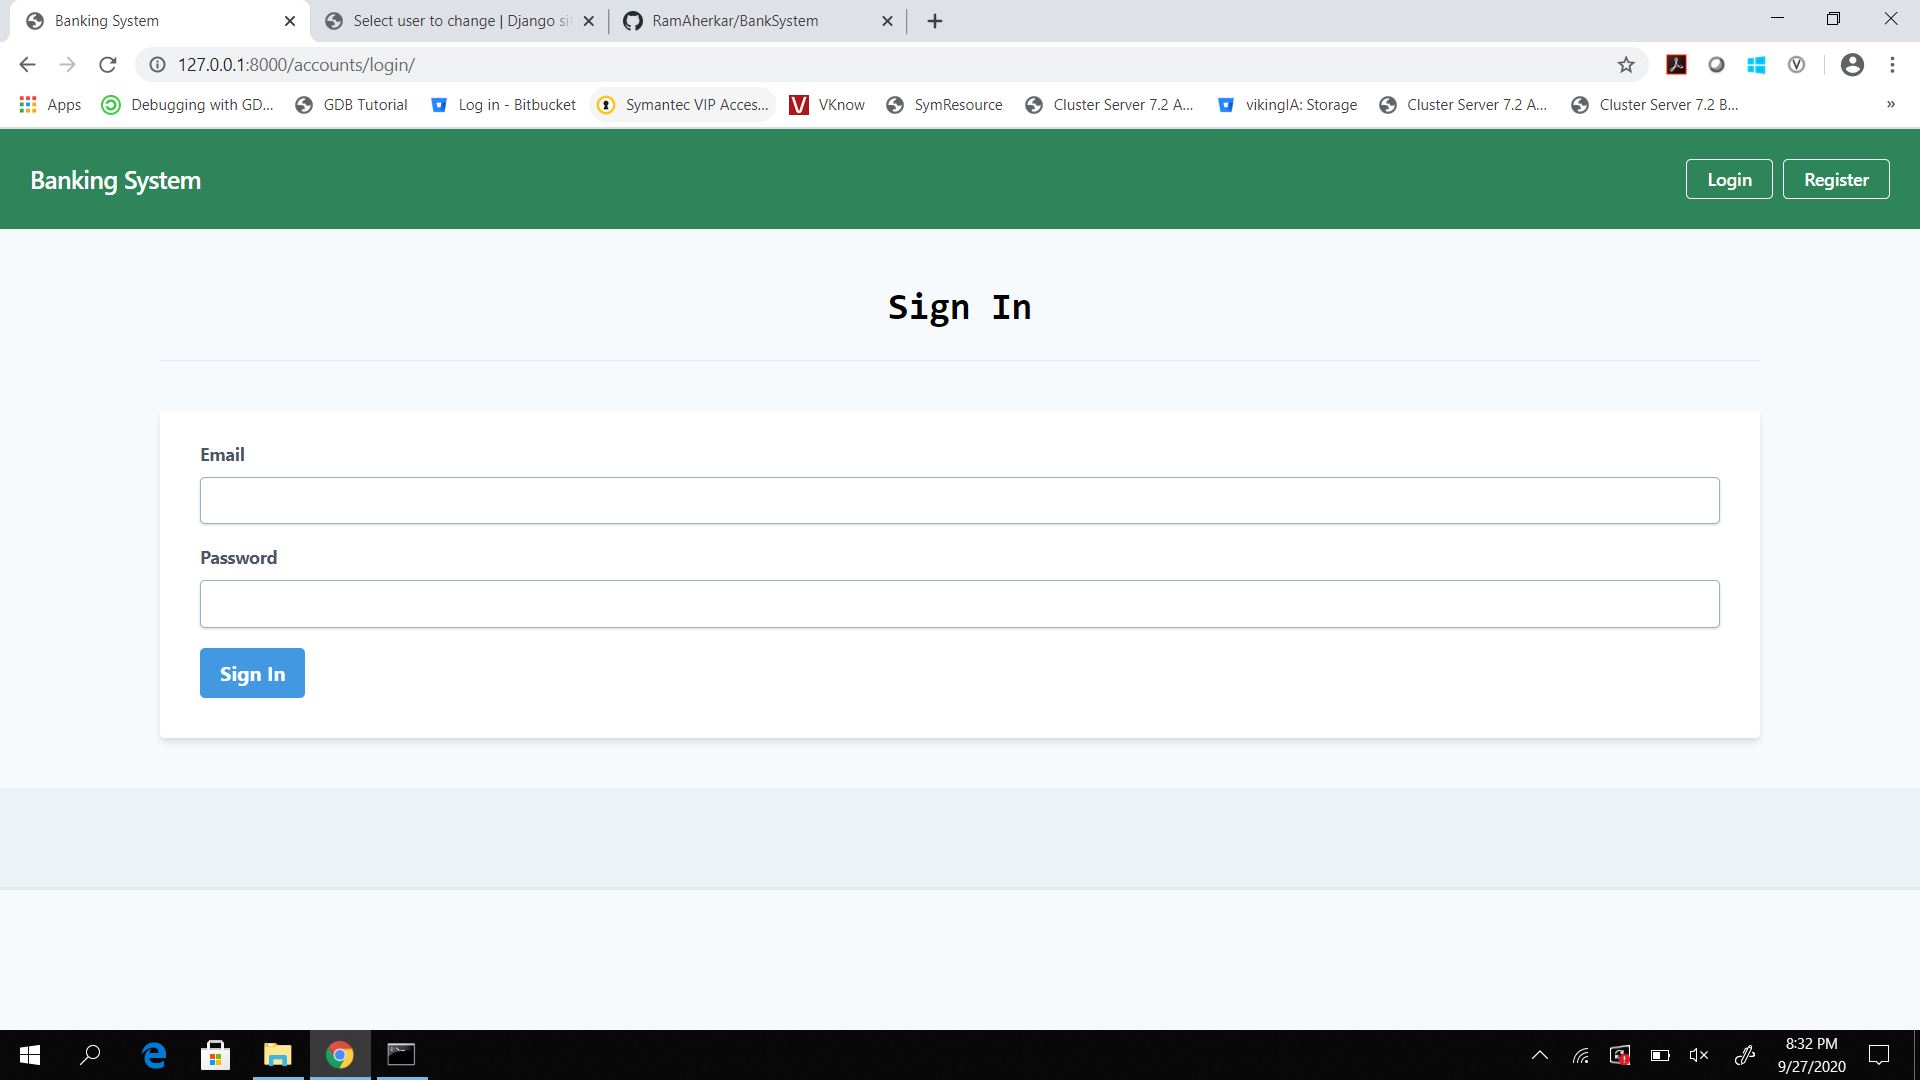 Banking System
Select user to change | Django si
RamAherkar/BankSystem
127.0.0.1:8000/accounts/login/
Apps
Debugging with GD...
GDB Tutorial
Log in - Bitbucket
Symantec VIP Acces...
VKnow
SymResource
Cluster Server 7.2 A...
vikingIA: Storage
Cluster Server 7.2 A...
Cluster Server 7.2 B...
»
Banking System
Login
Register
Sign In
Email
Password
Sign In
8:32 PM
9/27/2020